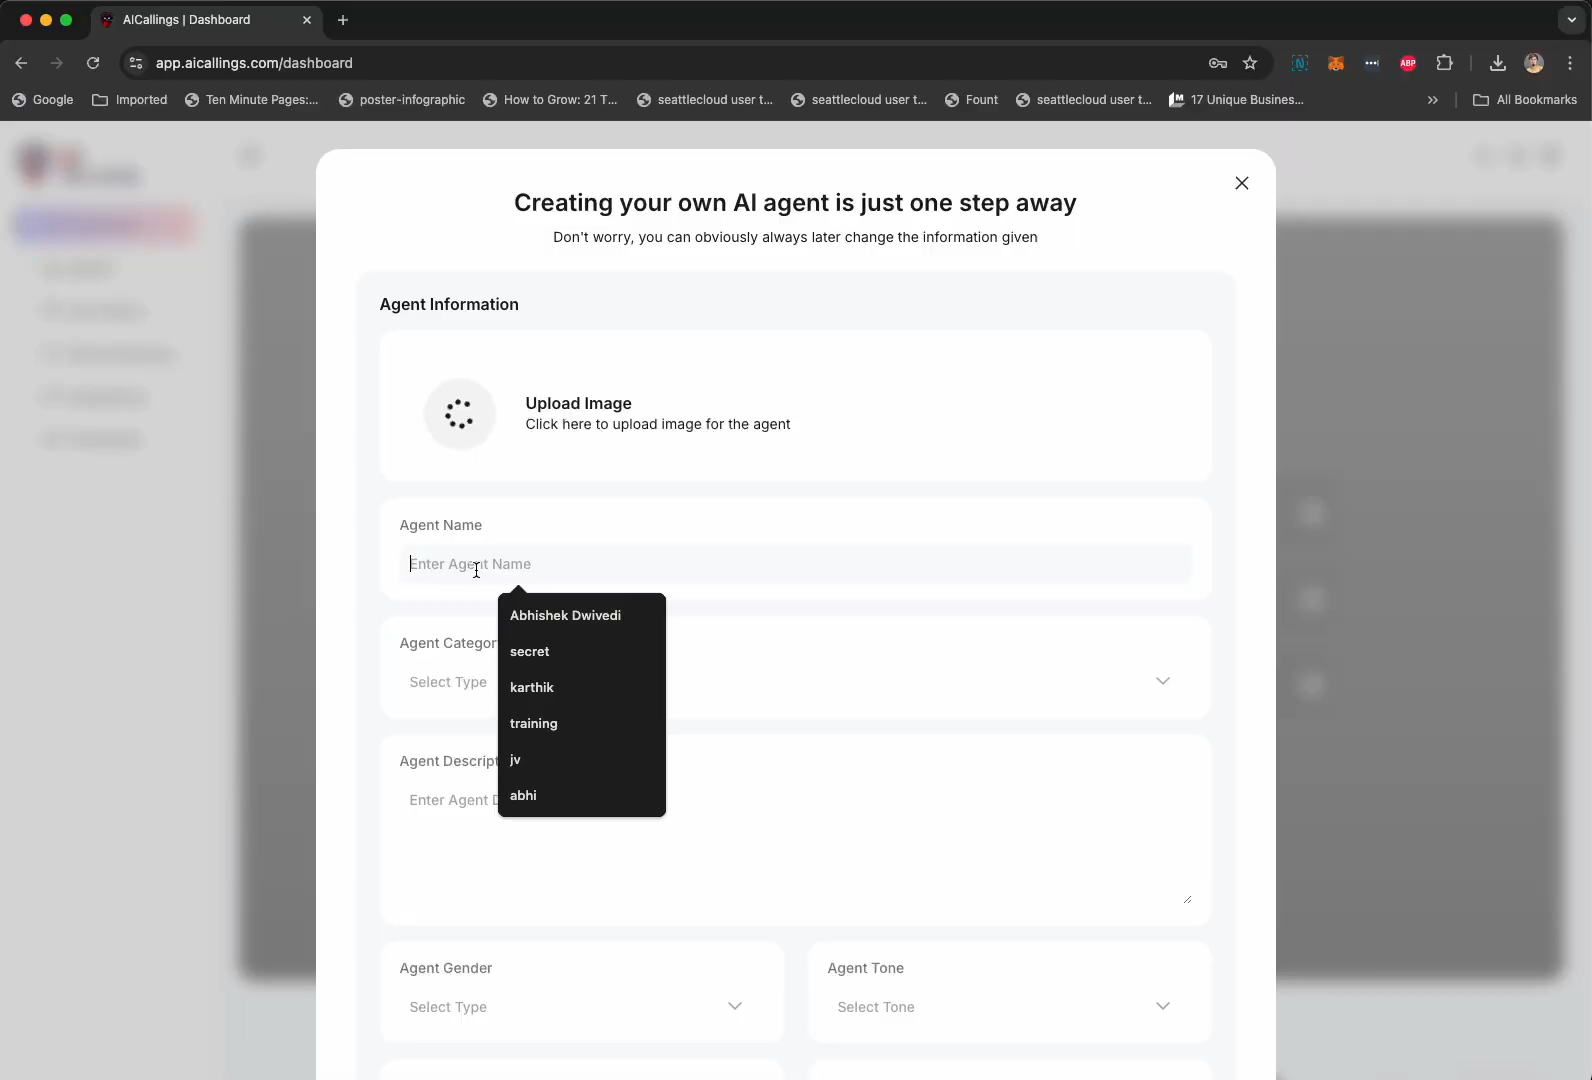 AICallings | Dashboard
app.aicallings.com/dashboard
ABP
Google
Imported
Ten Minute Pages:...
poster-infographic
How to Grow: 21 T...
seattlecloud user t...
seattlecloud user t...
Fount
seattlecloud user t...
17 Unique Busines...
All Bookmarks
Creating your own AI agent is just one step away
Don't worry, you can obviously always later change the information given
Agent Information
Upload Image
Click here to upload image for the agent
Agent Name
Enter Agent Name
Abhishek Dwivedi
secret
karthik
training
jv
abhi
Agent Categor
Select Type
Agent Descript
Enter Agent D
Agent Gender
Select Type
Agent Tone
Select Tone